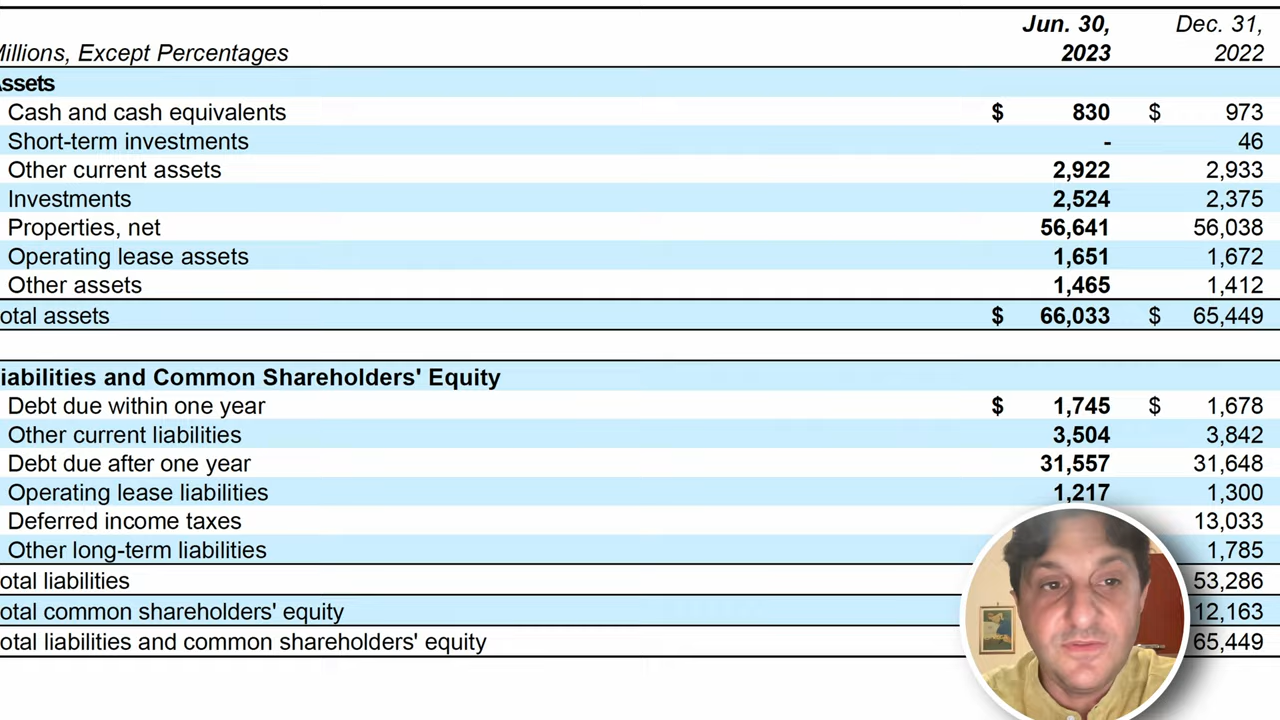 Jun. 30, Dec. 31,
Millions, Except Percentages 2023 2022
Assets
Cash and cash equivalents $ 830 $ 973
Short-term investments - 46
Other current assets 2,922 2,933
Investments 2,524 2,375
Properties, net 56,641 56,038
Operating lease assets 1,651 1,672
Other assets 1,465 1,412
otal assets $ 66,033 $ 65,449
iabilities and Common Shareholders' Equity
Debt due within one year $ 1,745 $ 1,678
Other current liabilities 3,504 3,842
Debt due after one year 31,557 31,648
Operating lease liabilities 1,217 1,300
Deferred income taxes 13,033
Other long-term liabilities 1,785
otal liabilities 53,286
otal common shareholders' equity 12,163
otal liabilities and common shareholders' equity 65,449